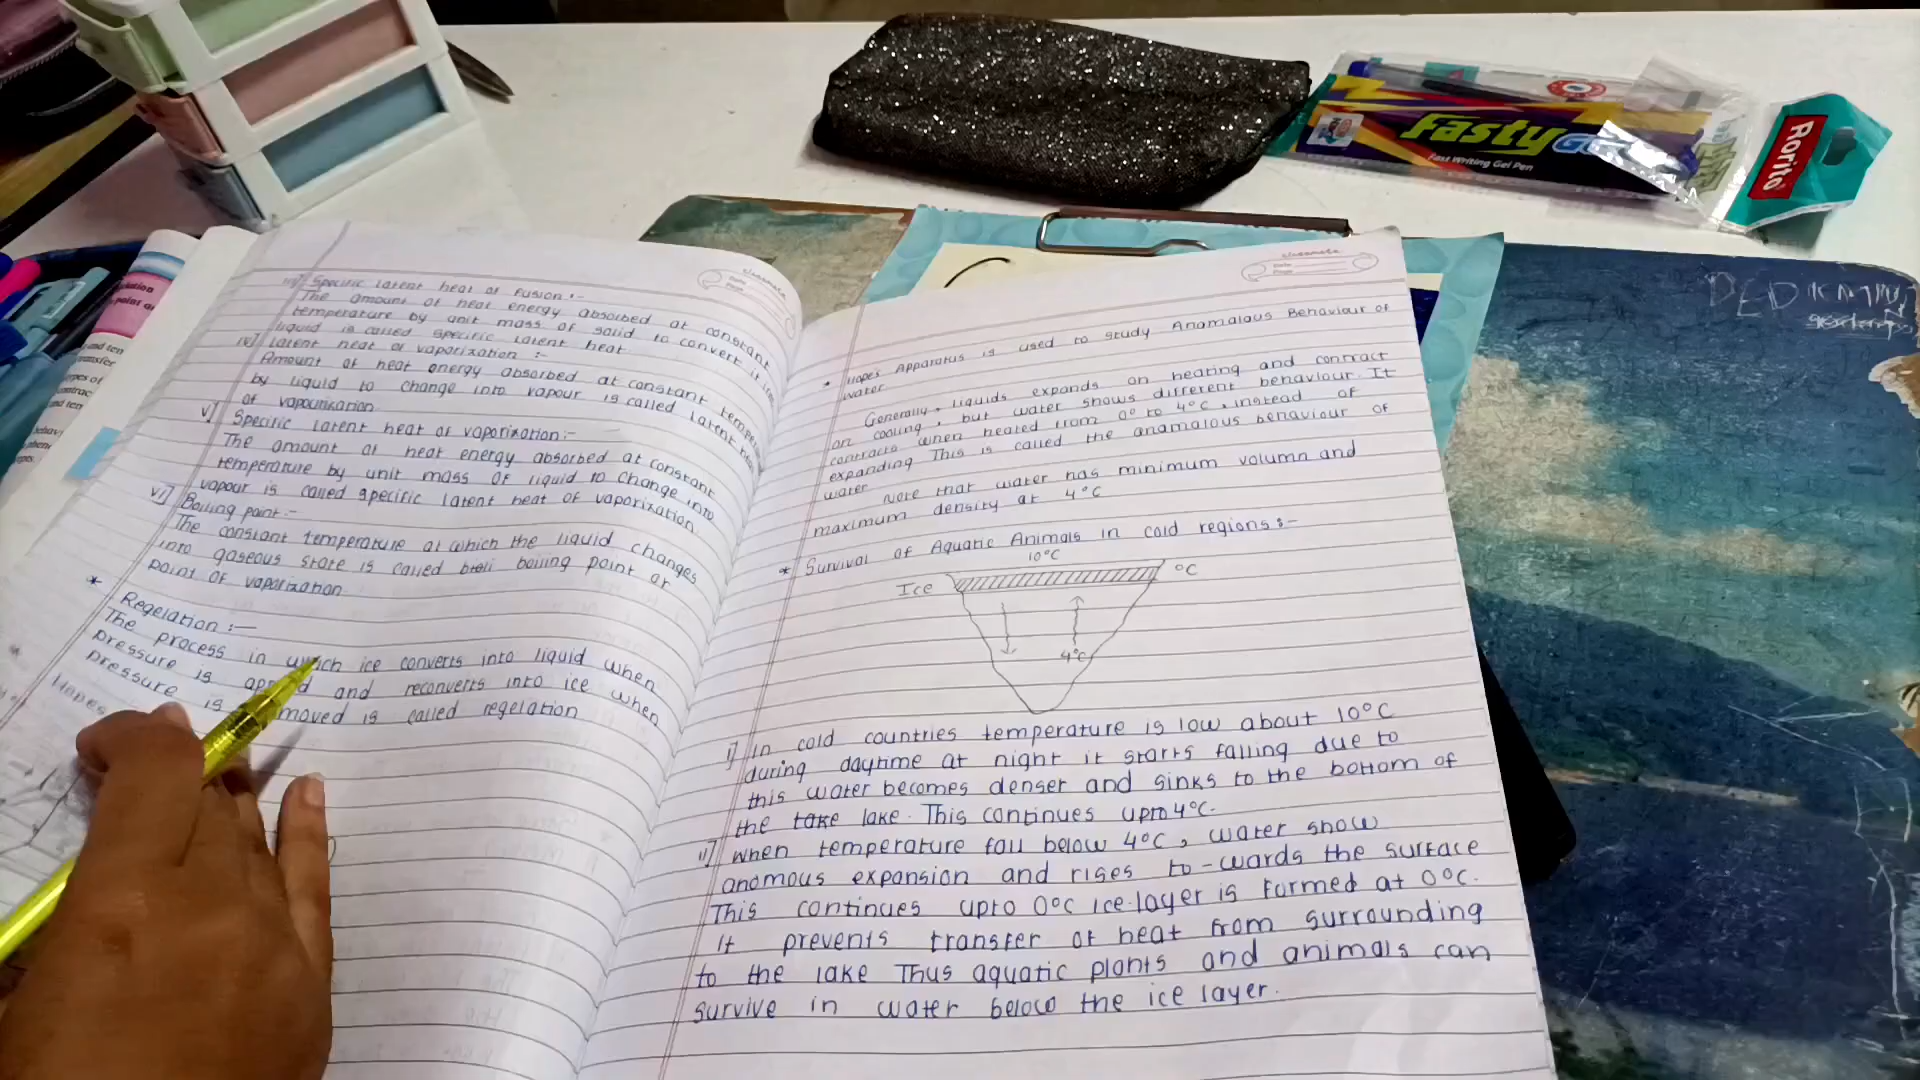 iii] Specific latent heat of Fusion :-
The amount of heat energy absorbed at constant
temperature by unit mass of solid to convert it into
liquid is called specific latent heat
iv] Latent heat of vaporization :-
Amount of heat energy absorbed at constant
by liquid to change into vapour is called latent heat
of vapourization
v] Specific latent heat of vaporization:-
The amount of heat energy absorbed at constant
temperature by unit mass of liquid to change into
vapour is called specific latent heat of vaporization
vi] Boiling point:-
The constant temperature at which the liquid changes
into gaseous state is called boiling point or
point of vaporization
* Regelation :-
The process in which ice converts into liquid when
pressure is and reconverts into ice when
pressure is moved is called regelation
Hopes
classmate
Date
Page
classmate
Date
Page
* Hopes Apparatus is used to study Anamalous Behaviour of
water
Generally, liquids expands on heating and contract
on cooling, but water shows different behaviour. It
contracts when heated from 0° to 4°C, instead of
expanding This is called the anamalous behaviour of
water
Note that water has minimum volumn and
maximum density at 4°C
* Survival of Aquatic Animals in cold regions:-
10°C
Ice
°C
4°C
i] In cold countries temperature is low about 10°C
during daytime at night it starts falling due to
this water becomes denser and sinks to the bottom of
the take lake. This continues upto 4°C.
ii] when temperature fall below 4°C, water show
anomous expansion and rises to-wards the surface
This continues upto 0°C ice-layer is formed at 0°C.
It prevents transfer of heat from surrounding
to the lake Thus aquatic plants and animals can
survive in water below the ice layer.
Fasty
Fast Writing Gel Pen
Rorito